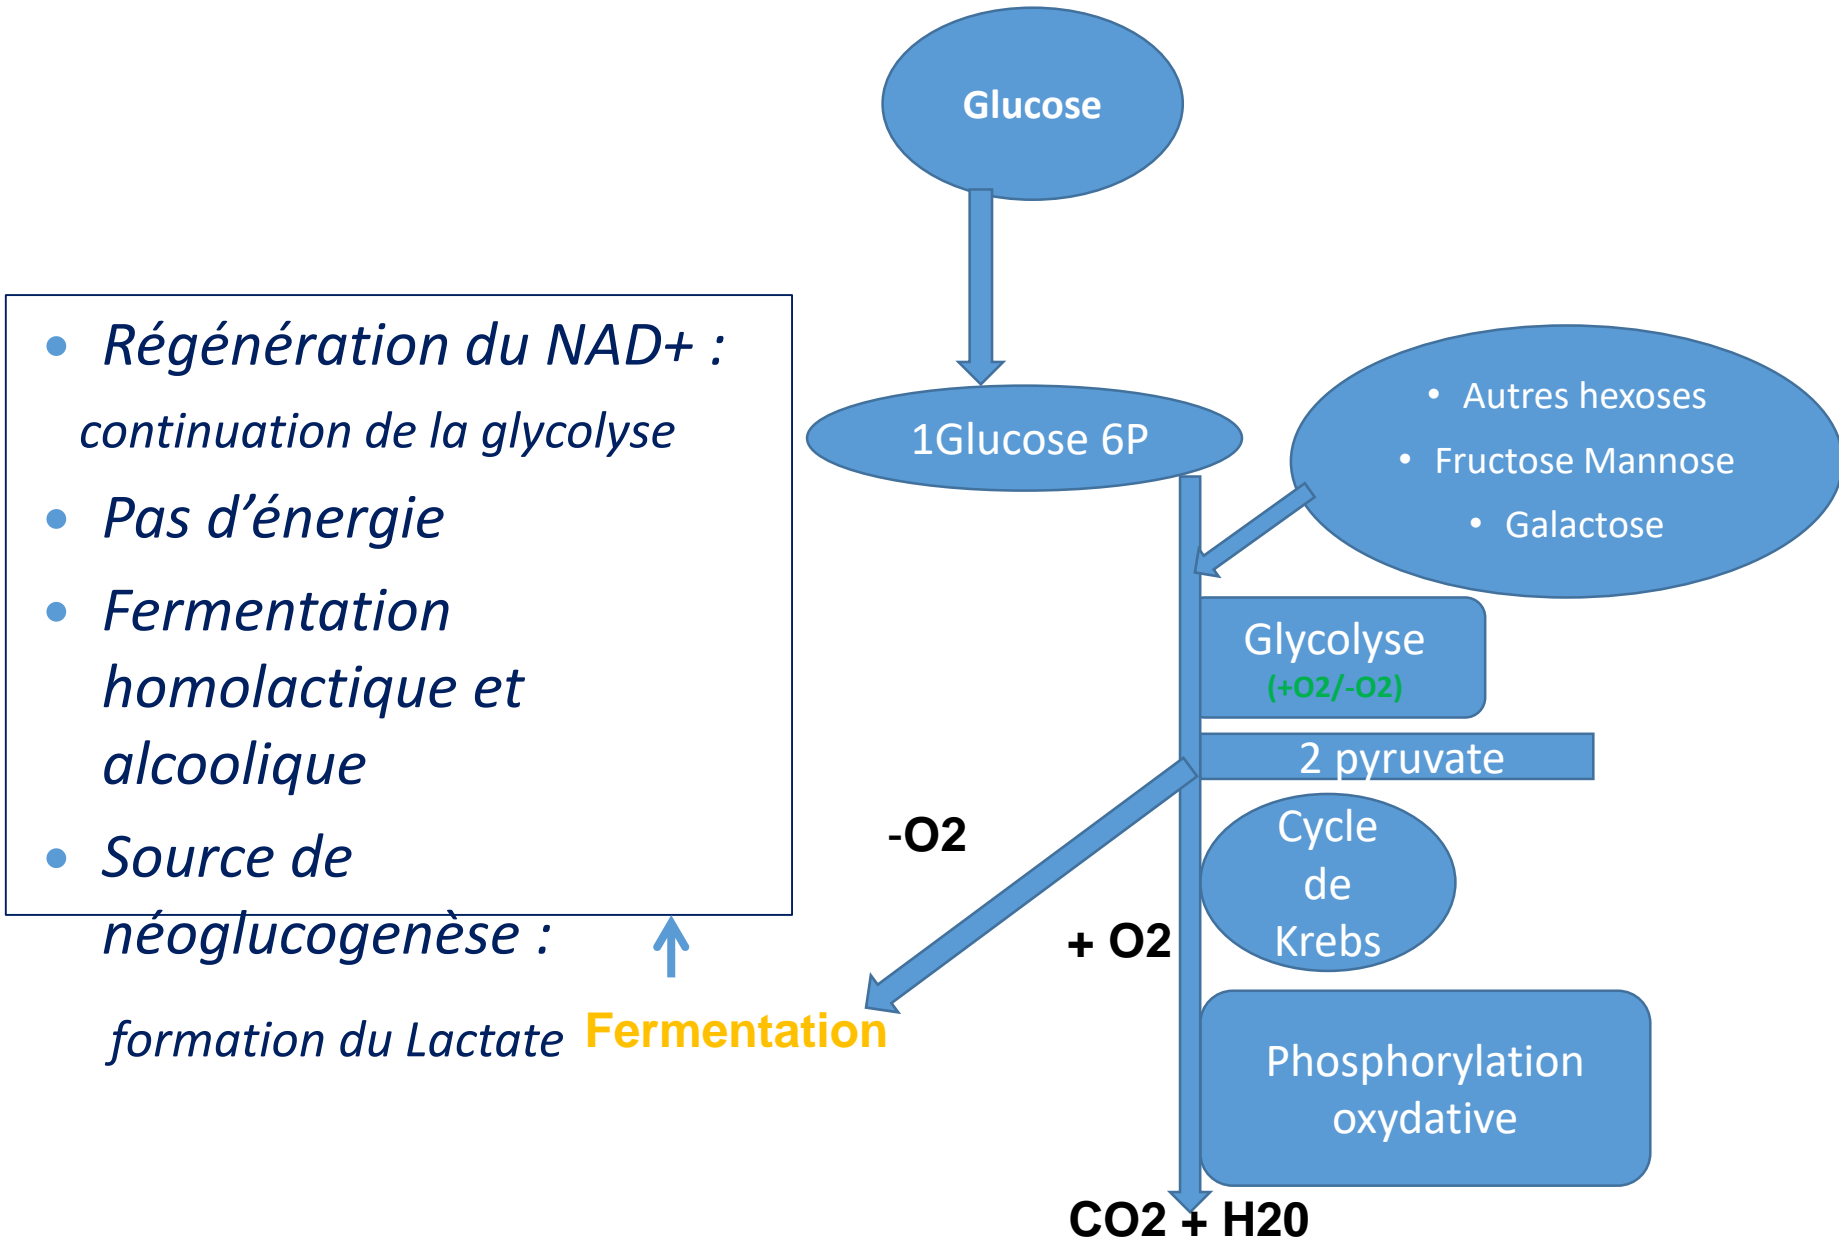 Glucose
• Régénération du NAD+ :
continuation de la glycolyse
• Pas d’énergie
• Fermentation
homolactique et
alcoolique
• Source de
néoglucogenèse :
formation du Lactate
1Glucose 6P
• Autres hexoses
• Fructose Mannose
• Galactose
Glycolyse
(+O2/-O2)
2 pyruvate
-O2
Cycle
de
Krebs
+ O2
Fermentation
Phosphorylation
oxydative
CO2 + H20